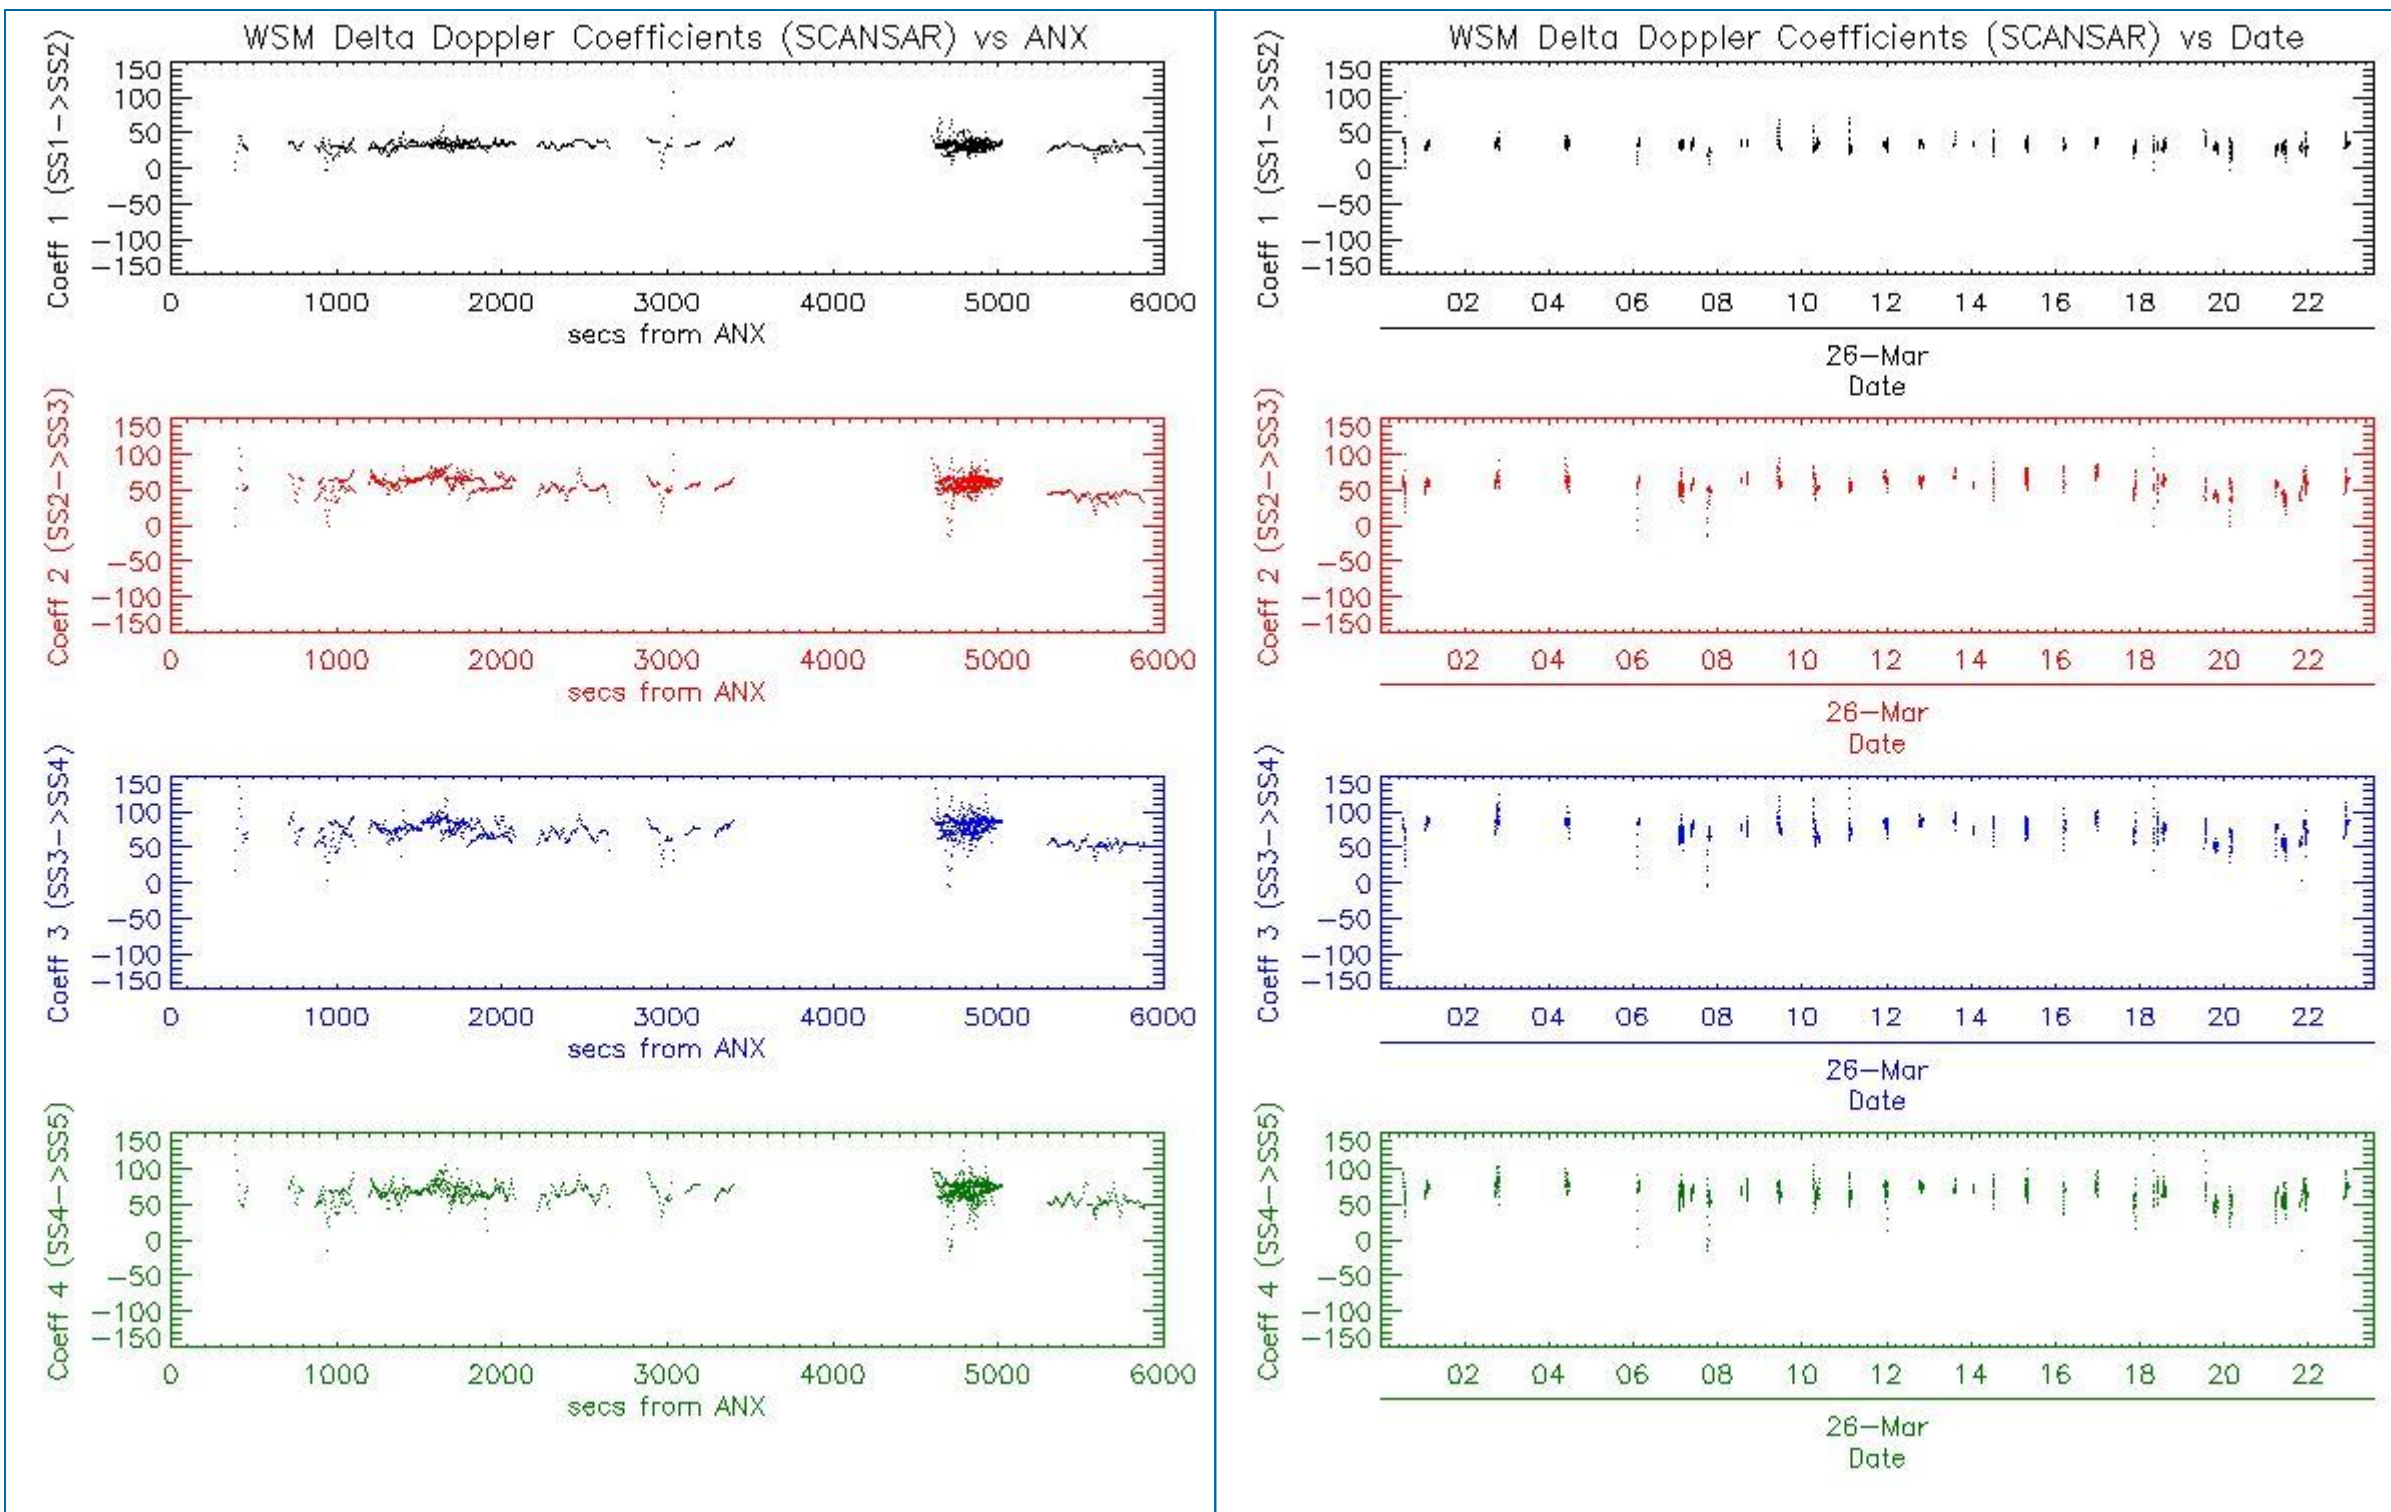 WSM Delta Doppler Coefficients (SCANSAR) vs ANX
Coeff 1 (SS1->SS2)
150
100
50
0
-50
-100
-150
0 1000 2000 3000 4000 5000 6000
secs from ANX
Coeff 2 (SS2->SS3)
150
100
50
0
-50
-100
-150
0 1000 2000 3000 4000 5000 6000
secs from ANX
Coeff 3 (SS3->SS4)
150
100
50
0
-50
-100
-150
0 1000 2000 3000 4000 5000 6000
secs from ANX
Coeff 4 (SS4->SS5)
150
100
50
0
-50
-100
-150
0 1000 2000 3000 4000 5000 6000
secs from ANX
WSM Delta Doppler Coefficients (SCANSAR) vs Date
Coeff 1 (SS1->SS2)
150
100
50
0
-50
-100
-150
02 04 06 08 10 12 14 16 18 20 22
26-Mar
Date
Coeff 2 (SS2->SS3)
150
100
50
0
-50
-100
-150
02 04 06 08 10 12 14 16 18 20 22
26-Mar
Date
Coeff 3 (SS3->SS4)
150
100
50
0
-50
-100
-150
02 04 06 08 10 12 14 16 18 20 22
26-Mar
Date
Coeff 4 (SS4->SS5)
150
100
50
0
-50
-100
-150
02 04 06 08 10 12 14 16 18 20 22
26-Mar
Date